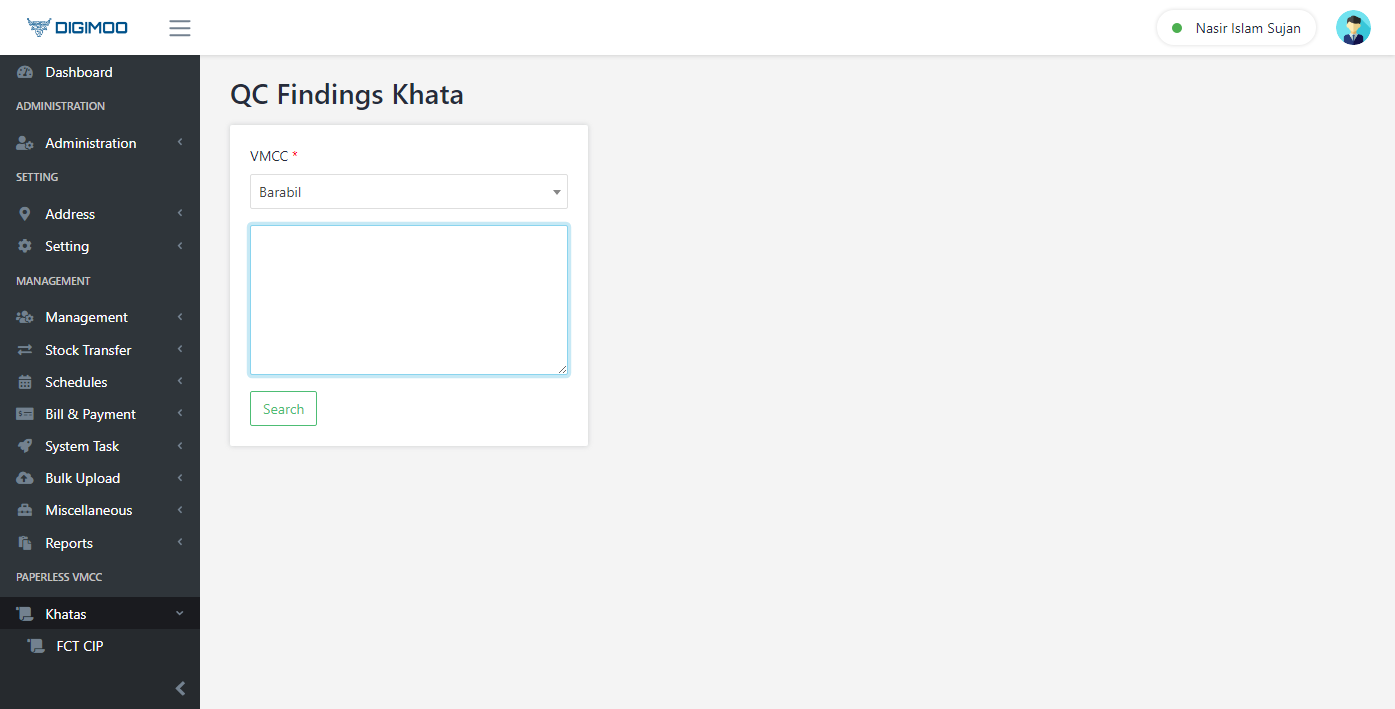 DIGIMOO
Nasir Islam Sujan
Dashboard
ADMINISTRATION
Administration
SETTING
Address
Setting
MANAGEMENT
Management
Stock Transfer
Schedules
Bill & Payment
System Task
Bulk Upload
Miscellaneous
Reports
PAPERLESS VMCC
Khatas
FCT CIP
QC Findings Khata
VMCC *
Barabil
Search